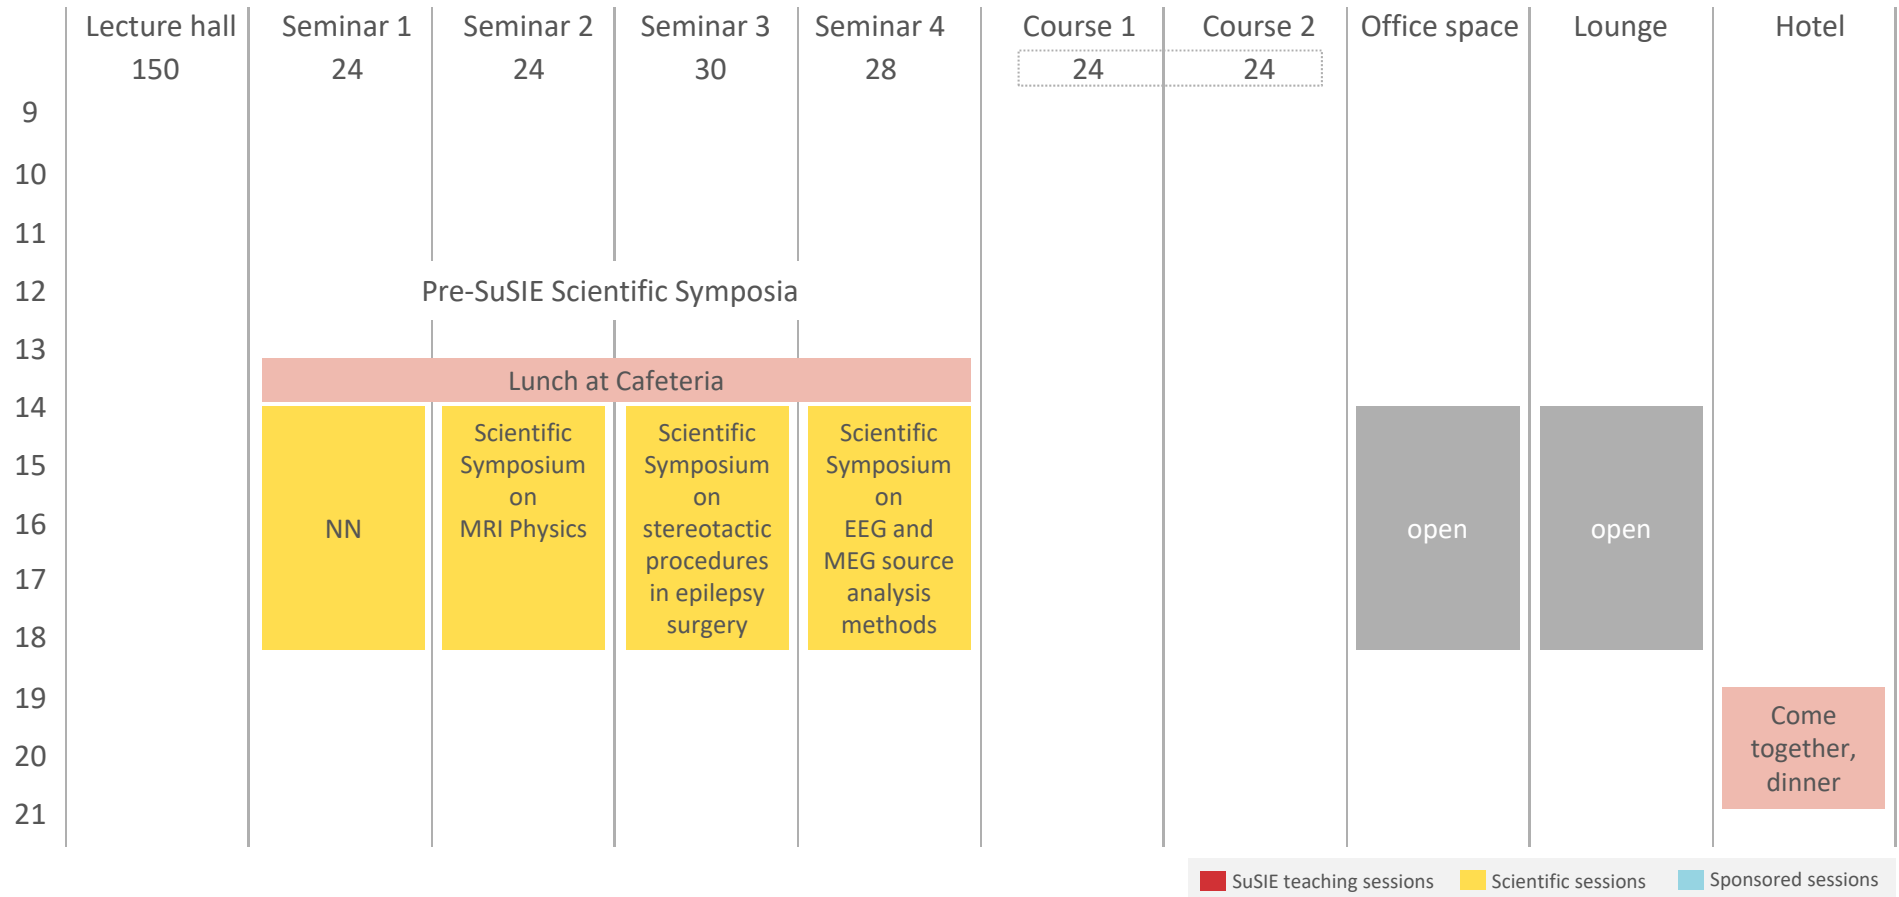 Lecture hall Seminar 1 Seminar 2 Seminar 3 Seminar 4 Course 1 Course 2 Office space Lounge Hotel
150 24 24 30 28 24 24
9
10
11
12 Pre-SuSIE Scientific Symposia
13
Lunch at Cafeteria
14
15
16
17
18
19
20
21
NN
Scientific
Symposium
on
MRI Physics
Scientific
Symposium
on
stereotactic
procedures
in epilepsy
surgery
Scientific
Symposium
on
EEG and
MEG source
analysis
methods
open
open
Come
together,
dinner
SuSIE teaching sessions Scientific sessions Sponsored sessions